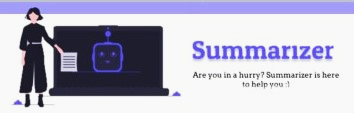 Summarizer
Are you in a hurry? Summarizer is here
to help you :)